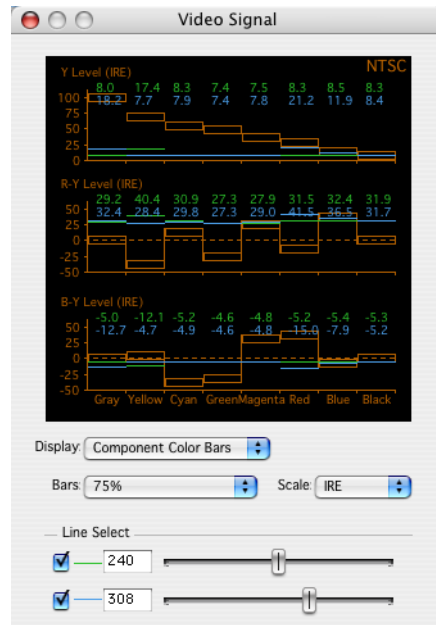 Video Signal
NTSC
Y Level (IRE)
8.0 17.4 8.3 7.4 7.5 8.3 8.5 8.3
18.2 7.7 7.9 7.4 7.8 21.2 11.9 8.4
100
75
50
25
0
R-Y Level (IRE)
29.2 40.4 30.9 27.3 27.9 31.5 32.4 31.9
32.4 28.4 29.8 27.3 29.0 41.5 36.5 31.7
50
25
0
-25
-50
B-Y Level (IRE)
-5.0 -12.1 -5.2 -4.6 -4.8 -5.2 -5.4 -5.3
-12.7 -4.7 -4.9 -4.6 -4.8 -15.0 -7.9 -5.2
50
25
0
-25
-50
Gray Yellow Cyan Green Magenta Red Blue Black
Display: Component Color Bars
Bars: 75% Scale: IRE
Line Select
240
308